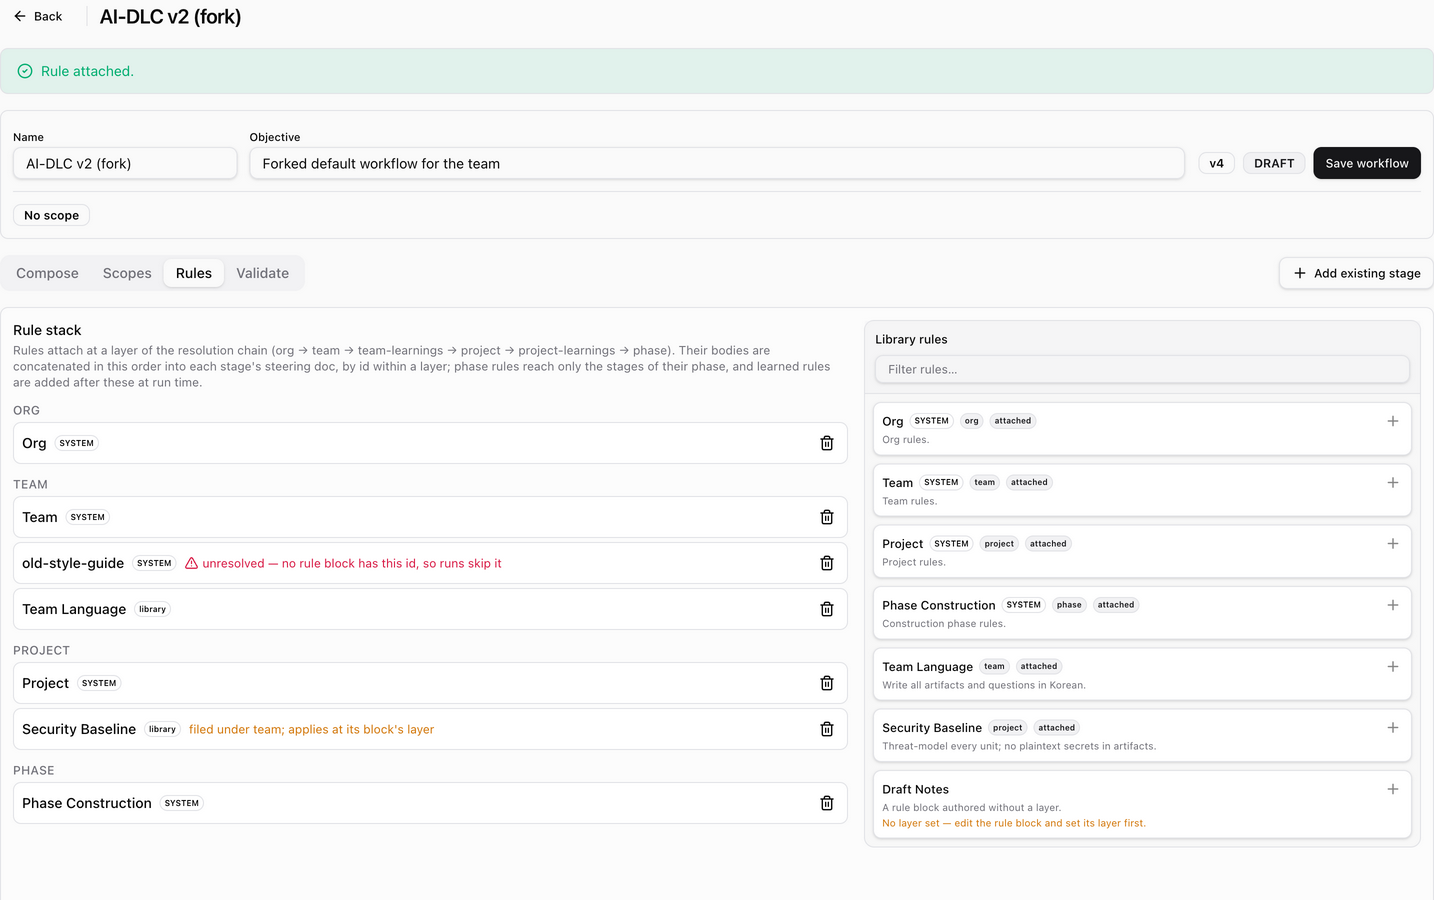 Back
AI-DLC v2 (fork)
Rule attached.
Name
Objective
AI-DLC v2 (fork)
Forked default workflow for the team
v4
DRAFT
Save workflow
No scope
Compose
Scopes
Rules
Validate
Add existing stage
Rule stack
Rules attach at a layer of the resolution chain (org → team → team-learnings → project → project-learnings → phase). Their bodies are
concatenated in this order into each stage's steering doc, by id within a layer; phase rules reach only the stages of their phase, and learned rules
are added after these at run time.
ORG
Org SYSTEM
TEAM
Team SYSTEM
old-style-guide SYSTEM unresolved — no rule block has this id, so runs skip it
Team Language library
PROJECT
Project SYSTEM
Security Baseline library filed under team; applies at its block's layer
PHASE
Phase Construction SYSTEM
Library rules
Filter rules...
Org SYSTEM org attached
Org rules.
Team SYSTEM team attached
Team rules.
Project SYSTEM project attached
Project rules.
Phase Construction SYSTEM phase attached
Construction phase rules.
Team Language team attached
Write all artifacts and questions in Korean.
Security Baseline project attached
Threat-model every unit; no plaintext secrets in artifacts.
Draft Notes
A rule block authored without a layer.
No layer set — edit the rule block and set its layer first.